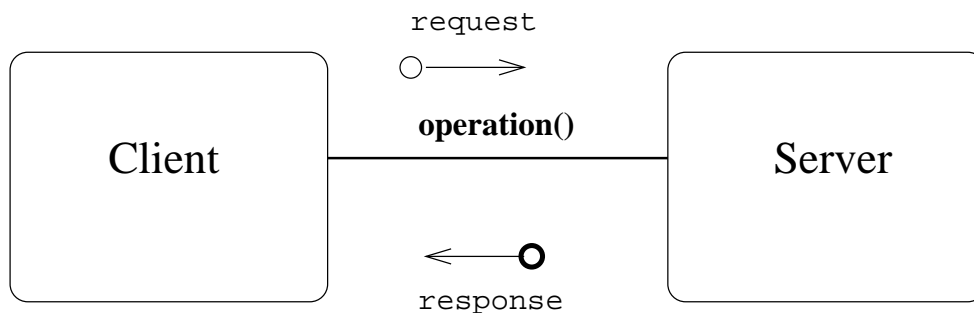 request
operation()
Client
Server
response